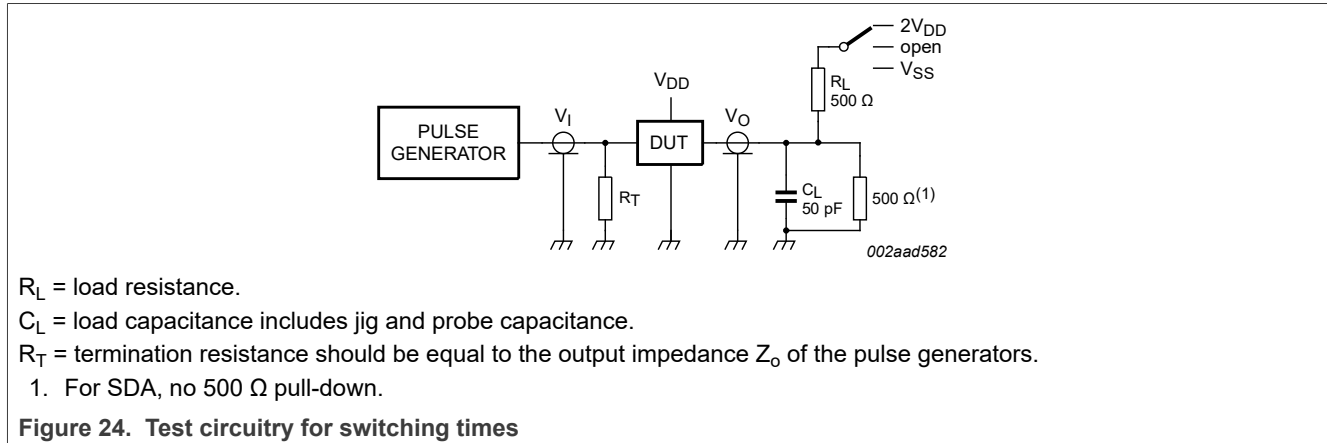 2V_DD
open
V_SS
R_L
500 Ω
V_DD
V_I
V_O
PULSE
GENERATOR
DUT
R_T
C_L
50 pF
500 Ω(1)
002aad582
R_L = load resistance.
C_L = load capacitance includes jig and probe capacitance.
R_T = termination resistance should be equal to the output impedance Z_o of the pulse generators.
1. For SDA, no 500 Ω pull-down.
Figure 24. Test circuitry for switching times